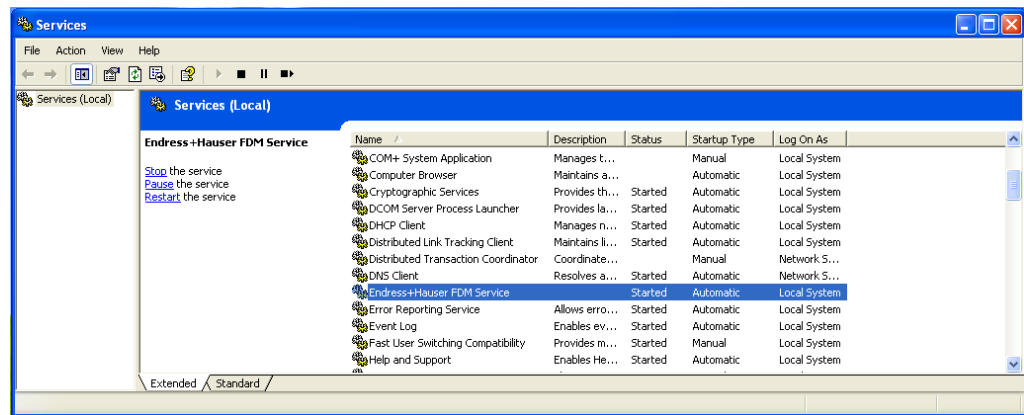 Services
File Action View Help
Services (Local)
Services (Local)
Endress+Hauser FDM Service
Stop the service
Pause the service
Restart the service
Name Description Status Startup Type Log On As
COM+ System Application Manages t... Manual Local System
Computer Browser Maintains a... Automatic Local System
Cryptographic Services Provides th... Started Automatic Local System
DCOM Server Process Launcher Provides la... Started Automatic Local System
DHCP Client Manages n... Started Automatic Local System
Distributed Link Tracking Client Maintains li... Started Automatic Local System
Distributed Transaction Coordinator Coordinate... Manual Network S...
DNS Client Resolves a... Started Automatic Network S...
Endress+Hauser FDM Service Started Automatic Local System
Error Reporting Service Allows erro... Started Automatic Local System
Event Log Enables ev... Started Automatic Local System
Fast User Switching Compatibility Provides m... Started Manual Local System
Help and Support Enables He... Started Automatic Local System
Extended Standard